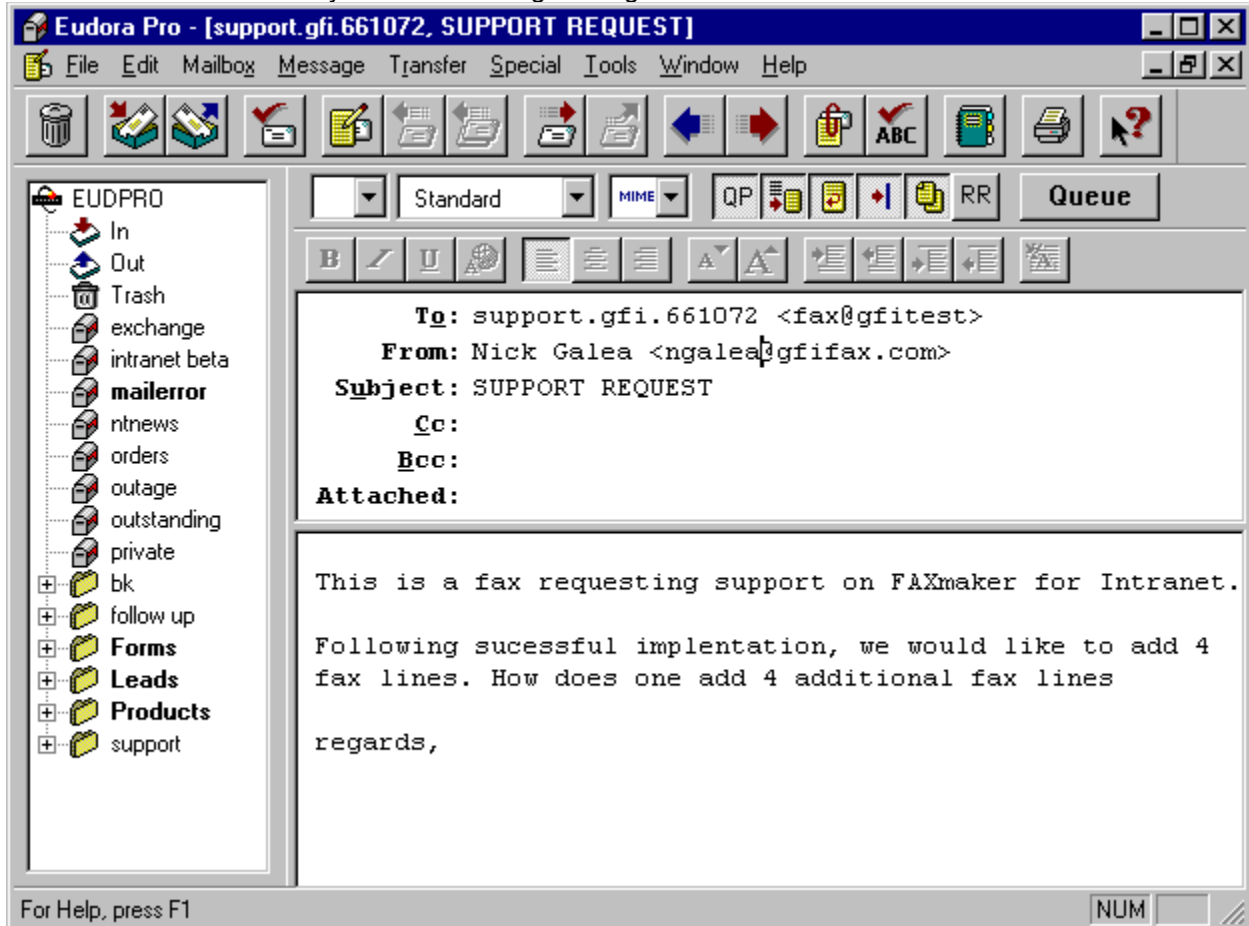 Eudora Pro - [support.gfi.661072, SUPPORT REQUEST]
File Edit Mailbox Message Transfer Special Tools Window Help
ABC
EUDPRO
In
Out
Trash
exchange
intranet beta
mailerror
ntnews
orders
outage
outstanding
private
bk
follow up
Forms
Leads
Products
support
Standard MIME QP RR Queue
B I U A A A
To: support.gfi.661072 <fax@gfitest>
From: Nick Galea <ngalea@gfifax.com>
Subject: SUPPORT REQUEST
Cc:
Bcc:
Attached:
This is a fax requesting support on FAXmaker for Intranet.
Following sucessful implentation, we would like to add 4
fax lines. How does one add 4 additional fax lines
regards,
For Help, press F1 NUM